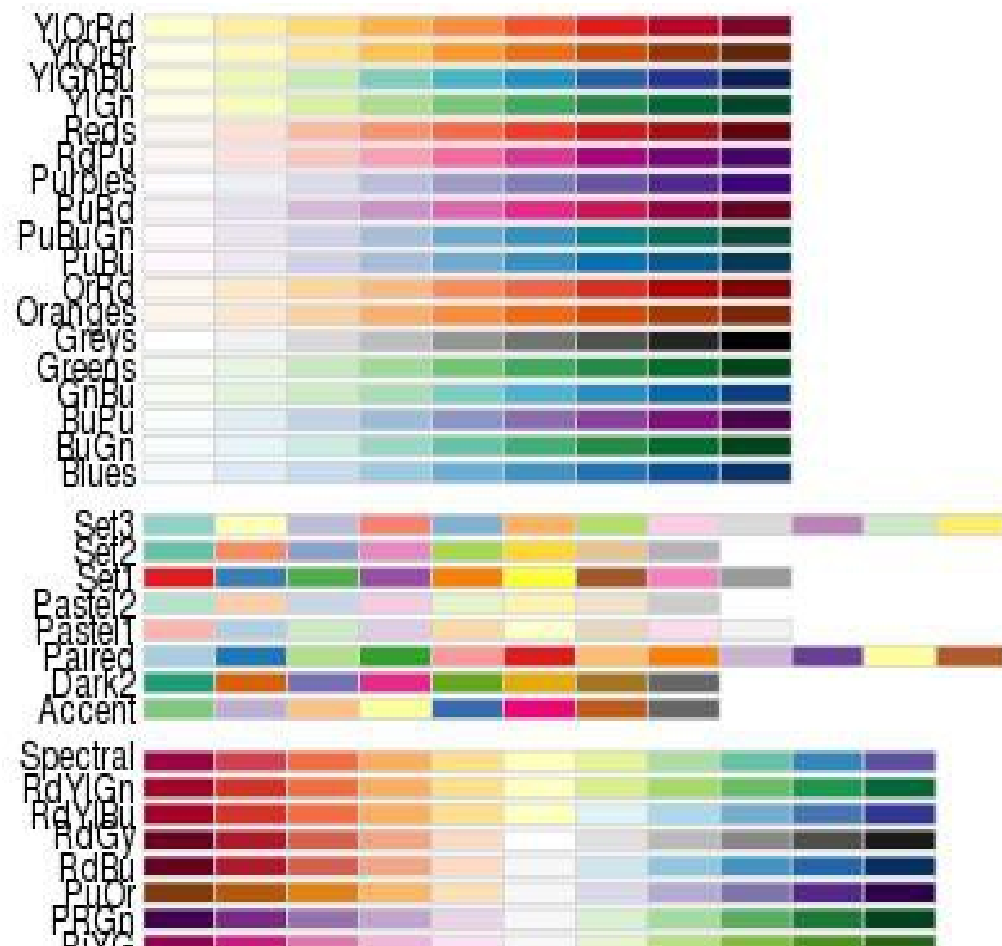 YlOrRd
YlOrBr
YlGnBu
YlGn
Reds
RdPu
Purples
PuRd
PuBuGn
PuBu
OrRd
Oranges
Greys
Greens
GnBu
BuPu
BuGn
Blues
Set3
Set2
Set1
Pastel2
Pastel1
Paired
Dark2
Accent
Spectral
RdYlGn
RdYlBu
RdGy
RdBu
PuOr
PRGn
PiYG